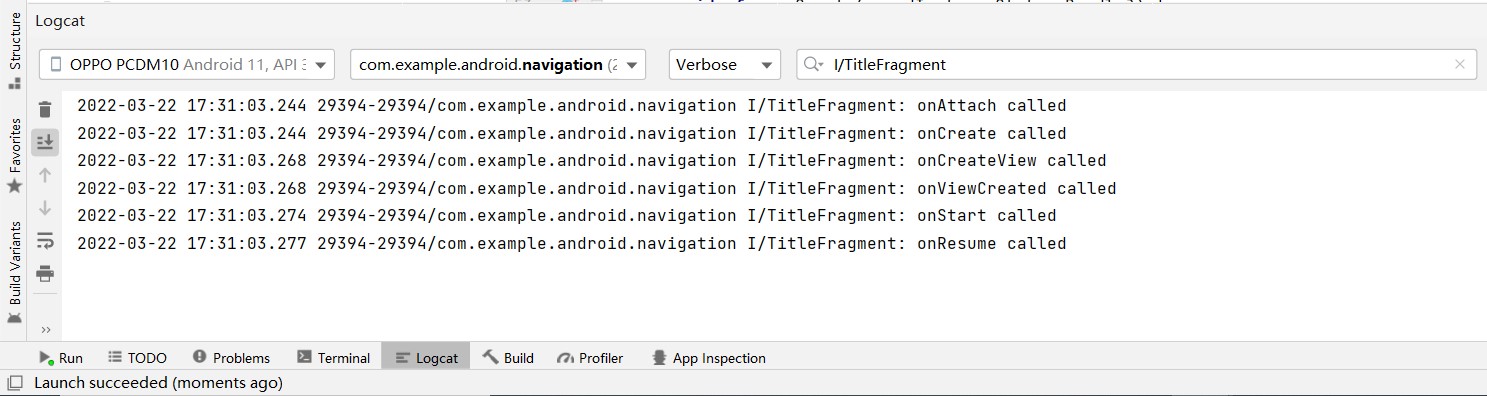 Logcat
OPPO PCDM10 Android 11, API
com.example.android.navigation (2
Verbose
I/TitleFragment
2022-03-22 17:31:03.244 29394-29394/com.example.android.navigation I/TitleFragment: onAttach called
2022-03-22 17:31:03.244 29394-29394/com.example.android.navigation I/TitleFragment: onCreate called
2022-03-22 17:31:03.268 29394-29394/com.example.android.navigation I/TitleFragment: onCreateView called
2022-03-22 17:31:03.268 29394-29394/com.example.android.navigation I/TitleFragment: onViewCreated called
2022-03-22 17:31:03.274 29394-29394/com.example.android.navigation I/TitleFragment: onStart called
2022-03-22 17:31:03.277 29394-29394/com.example.android.navigation I/TitleFragment: onResume called
Structure
Favorites
Build Variants
Run
TODO
Problems
Terminal
Logcat
Build
Profiler
App Inspection
Launch succeeded (moments ago)